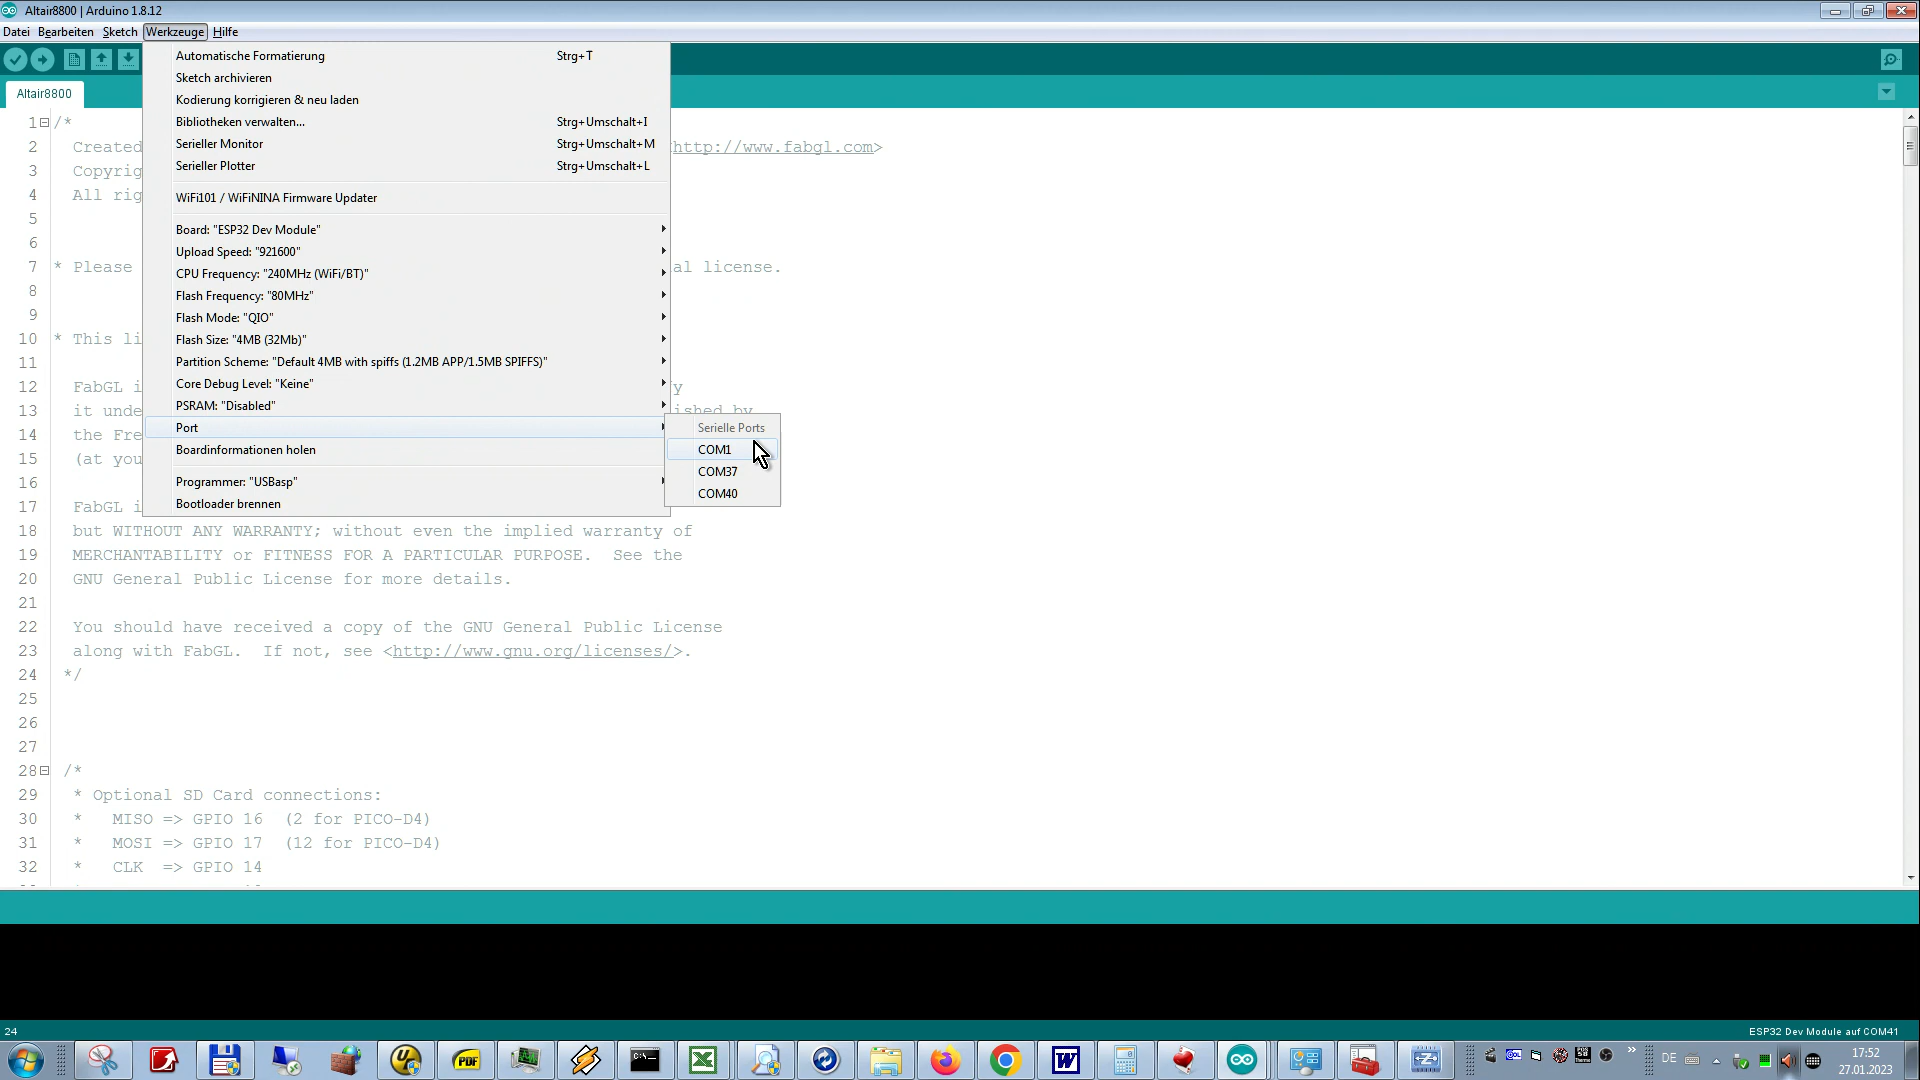 Altair8800 | Arduino 1.8.12
Datei Bearbeiten Sketch Werkzeuge Hilfe
Altair8800
Automatische Formatierung Strg+T
Sketch archivieren
Kodierung korrigieren & neu laden
Bibliotheken verwalten... Strg+Umschalt+I
Serieller Monitor Strg+Umschalt+M
Serieller Plotter Strg+Umschalt+L
WiFi101 / WiFiNINA Firmware Updater
Board: "ESP32 Dev Module"
Upload Speed: "921600"
CPU Frequency: "240MHz (WiFi/BT)"
Flash Frequency: "80MHz"
Flash Mode: "QIO"
Flash Size: "4MB (32Mb)"
Partition Scheme: "Default 4MB with spiffs (1.2MB APP/1.5MB SPIFFS)"
Core Debug Level: "Keine"
PSRAM: "Disabled"
Port
Boardinformationen holen
Programmer: "USBasp"
Bootloader brennen
Serielle Ports
COM1
COM37
COM40
1 /*
2 Created <http://www.fabgl.com>
3 Copyrig
4 All rig
5
6
7 * Please al license.
8
9
10 * This li
11
12 FabGL i y
13 it unde ished by
14 the Fre
15 (at you
16
17 FabGL i
18 but WITHOUT ANY WARRANTY; without even the implied warranty of
19 MERCHANTABILITY or FITNESS FOR A PARTICULAR PURPOSE. See the
20 GNU General Public License for more details.
21
22 You should have received a copy of the GNU General Public License
23 along with FabGL. If not, see <http://www.gnu.org/licenses/>.
24 */
25
26
27
28 /*
29 * Optional SD Card connections:
30 * MISO => GPIO 16 (2 for PICO-D4)
31 * MOSI => GPIO 17 (12 for PICO-D4)
32 * CLK => GPIO 14
24 ESP32 Dev Module auf COM41
PDF
DE
17:52
27.01.2023